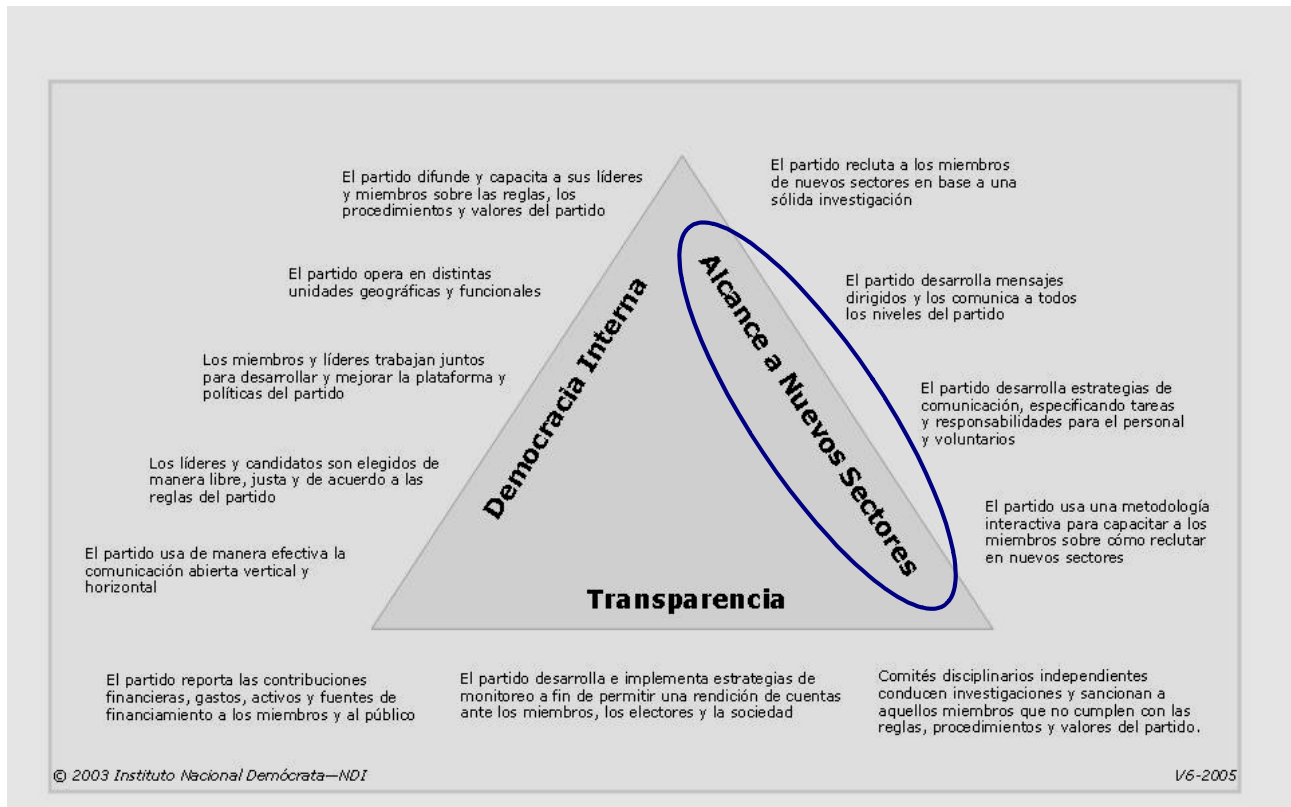 El partido difunde y capacita a sus líderes
y miembros sobre las reglas, los
procedimientos y valores del partido
El partido opera en distintas
unidades geográficas y funcionales
Los miembros y líderes trabajan juntos
para desarrollar y mejorar la plataforma y
políticas del partido
Los líderes y candidatos son elegidos de
manera libre, justa y de acuerdo a las
reglas del partido
El partido usa de manera efectiva la
comunicación abierta vertical y
horizontal
Democracia Interna
Alcance a Nuevos Sectores
Transparencia
El partido recluta a los miembros
de nuevos sectores en base a una
sólida investigación
El partido desarrolla mensajes
dirigidos y los comunica a todos
los niveles del partido
El partido desarrolla estrategias de
comunicación, especificando tareas
y responsabilidades para el personal
y voluntarios
El partido usa una metodología
interactiva para capacitar a los
miembros sobre cómo reclutar
en nuevos sectores
El partido reporta las contribuciones
financieras, gastos, activos y fuentes de
financiamiento a los miembros y al público
El partido desarrolla e implementa estrategias de
monitoreo a fin de permitir una rendición de cuentas
ante los miembros, los electores y la sociedad
Comités disciplinarios independientes
conducen investigaciones y sancionan a
aquellos miembros que no cumplen con las
reglas, procedimientos y valores del partido.
© 2003 Instituto Nacional Demócrata—NDI
V6-2005